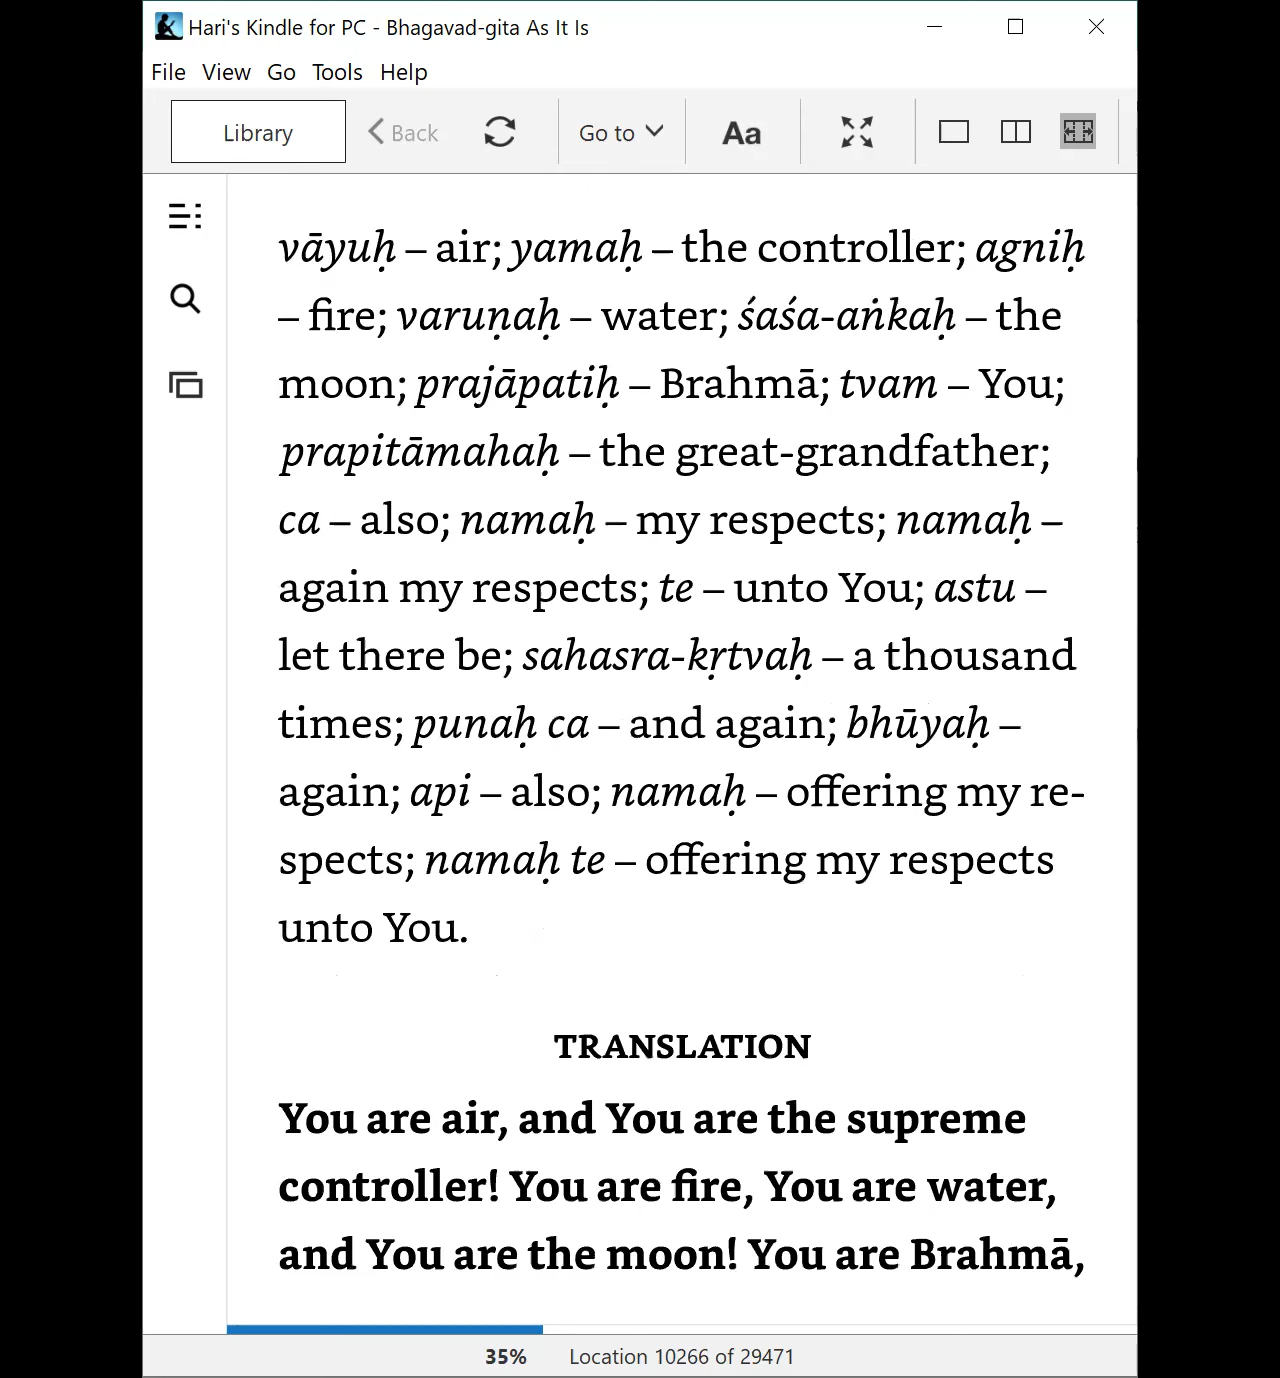 Hari's Kindle for PC - Bhagavad-gita As It Is
File View Go Tools Help
Library Back Go to Aa
vāyuḥ – air; yamaḥ – the controller; agniḥ
– fire; varuṇaḥ – water; śaśa-aṅkaḥ – the
moon; prajāpatiḥ – Brahmā; tvam – You;
prapitāmahaḥ – the great-grandfather;
ca – also; namaḥ – my respects; namaḥ –
again my respects; te – unto You; astu –
let there be; sahasra-kṛtvaḥ – a thousand
times; punaḥ ca – and again; bhūyaḥ –
again; api – also; namaḥ – offering my re-
spects; namaḥ te – offering my respects
unto You.
TRANSLATION
You are air, and You are the supreme
controller! You are fire, You are water,
and You are the moon! You are Brahmā,
35% Location 10266 of 29471